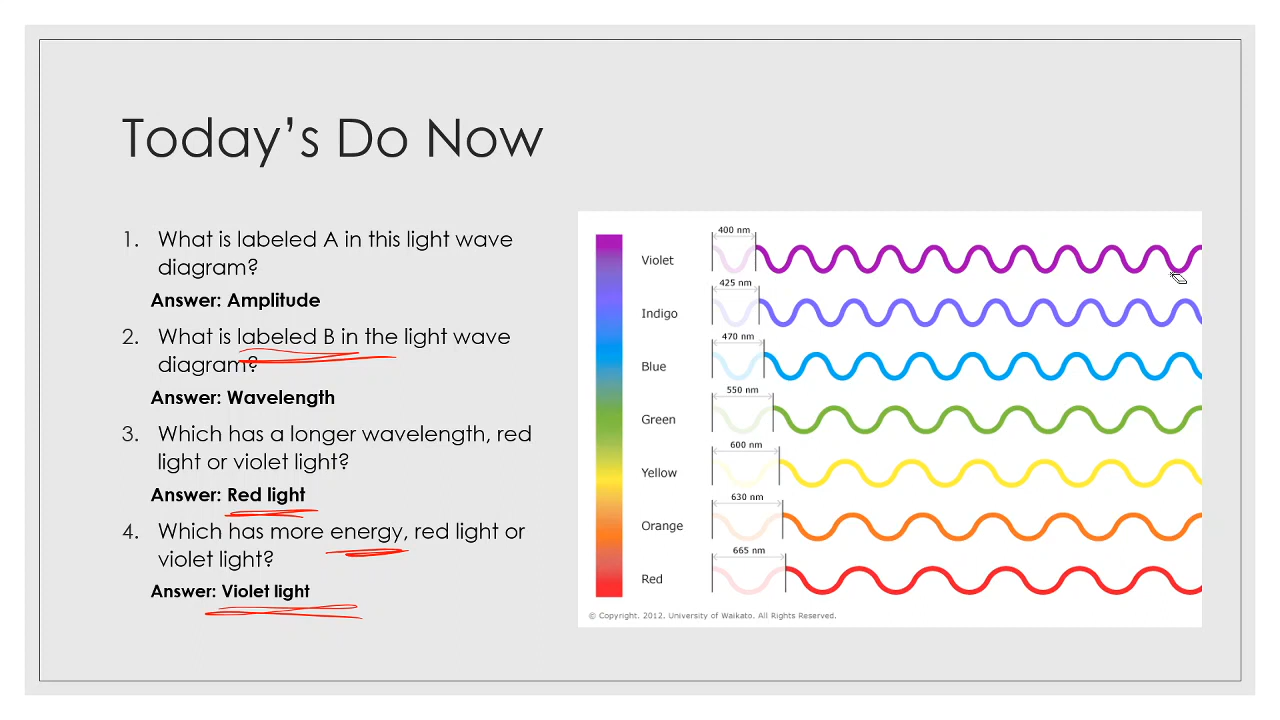 Today’s Do Now
1. What is labeled A in this light wave
diagram?
Answer: Amplitude
2. What is labeled B in the light wave
diagram?
Answer: Wavelength
3. Which has a longer wavelength, red
light or violet light?
Answer: Red light
4. Which has more energy, red light or
violet light?
Answer: Violet light
400 nm
Violet
425 nm
Indigo
470 nm
Blue
550 nm
Green
600 nm
Yellow
630 nm
Orange
665 nm
Red
© Copyright. 2012. University of Waikato. All Rights Reserved.